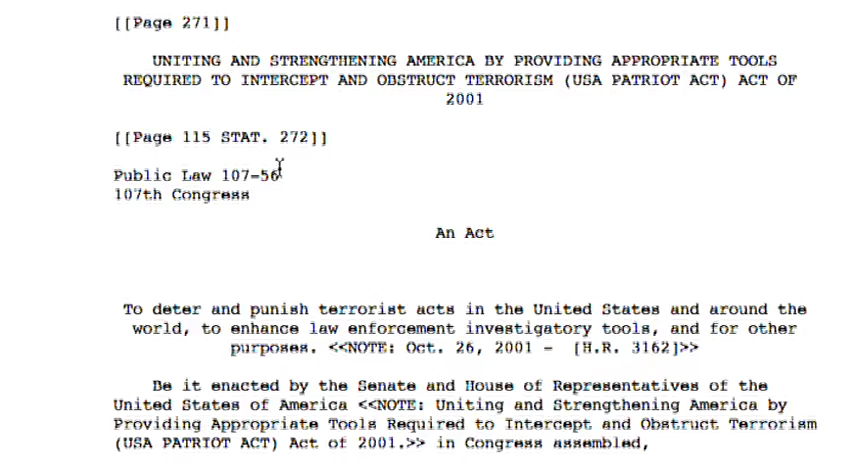 [[Page 271]]
UNITING AND STRENGTHENING AMERICA BY PROVIDING APPROPRIATE TOOLS
REQUIRED TO INTERCEPT AND OBSTRUCT TERRORISM (USA PATRIOT ACT) ACT OF
2001
[[Page 115 STAT. 272]]
Public Law 107-56
107th Congress
An Act
To deter and punish terrorist acts in the United States and around the
world, to enhance law enforcement investigatory tools, and for other
purposes. <<NOTE: Oct. 26, 2001 - [H.R. 3162]>>
Be it enacted by the Senate and House of Representatives of the
United States of America <<NOTE: Uniting and Strengthening America by
Providing Appropriate Tools Required to Intercept and Obstruct Terrorism
(USA PATRIOT ACT) Act of 2001.>> in Congress assembled,